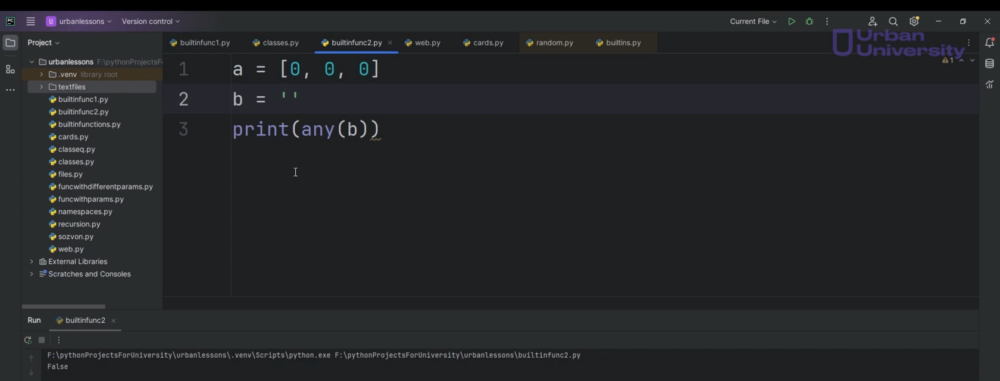 PC U urbanlessons Version control Current File
Urban
University
Project builtinfunc1.py classes.py builtinfunc2.py web.py cards.py random.py builtins.py
urbanlessons F:\pythonProjectsF
.venv library root
textfiles
builtinfunc1.py
builtinfunc2.py
builtinfunctions.py
cards.py
classeq.py
classes.py
files.py
funcwithdifferentparams.py
funcwithparams.py
namespaces.py
recursion.py
sozvon.py
web.py
External Libraries
Scratches and Consoles
1 a = [0, 0, 0]
2 b = ''
3 print(any(b))
1
Run builtinfunc2
F:\pythonProjectsForUniversity\urbanlessons\.venv\Scripts\python.exe F:\pythonProjectsForUniversity\urbanlessons\builtinfunc2.py
False